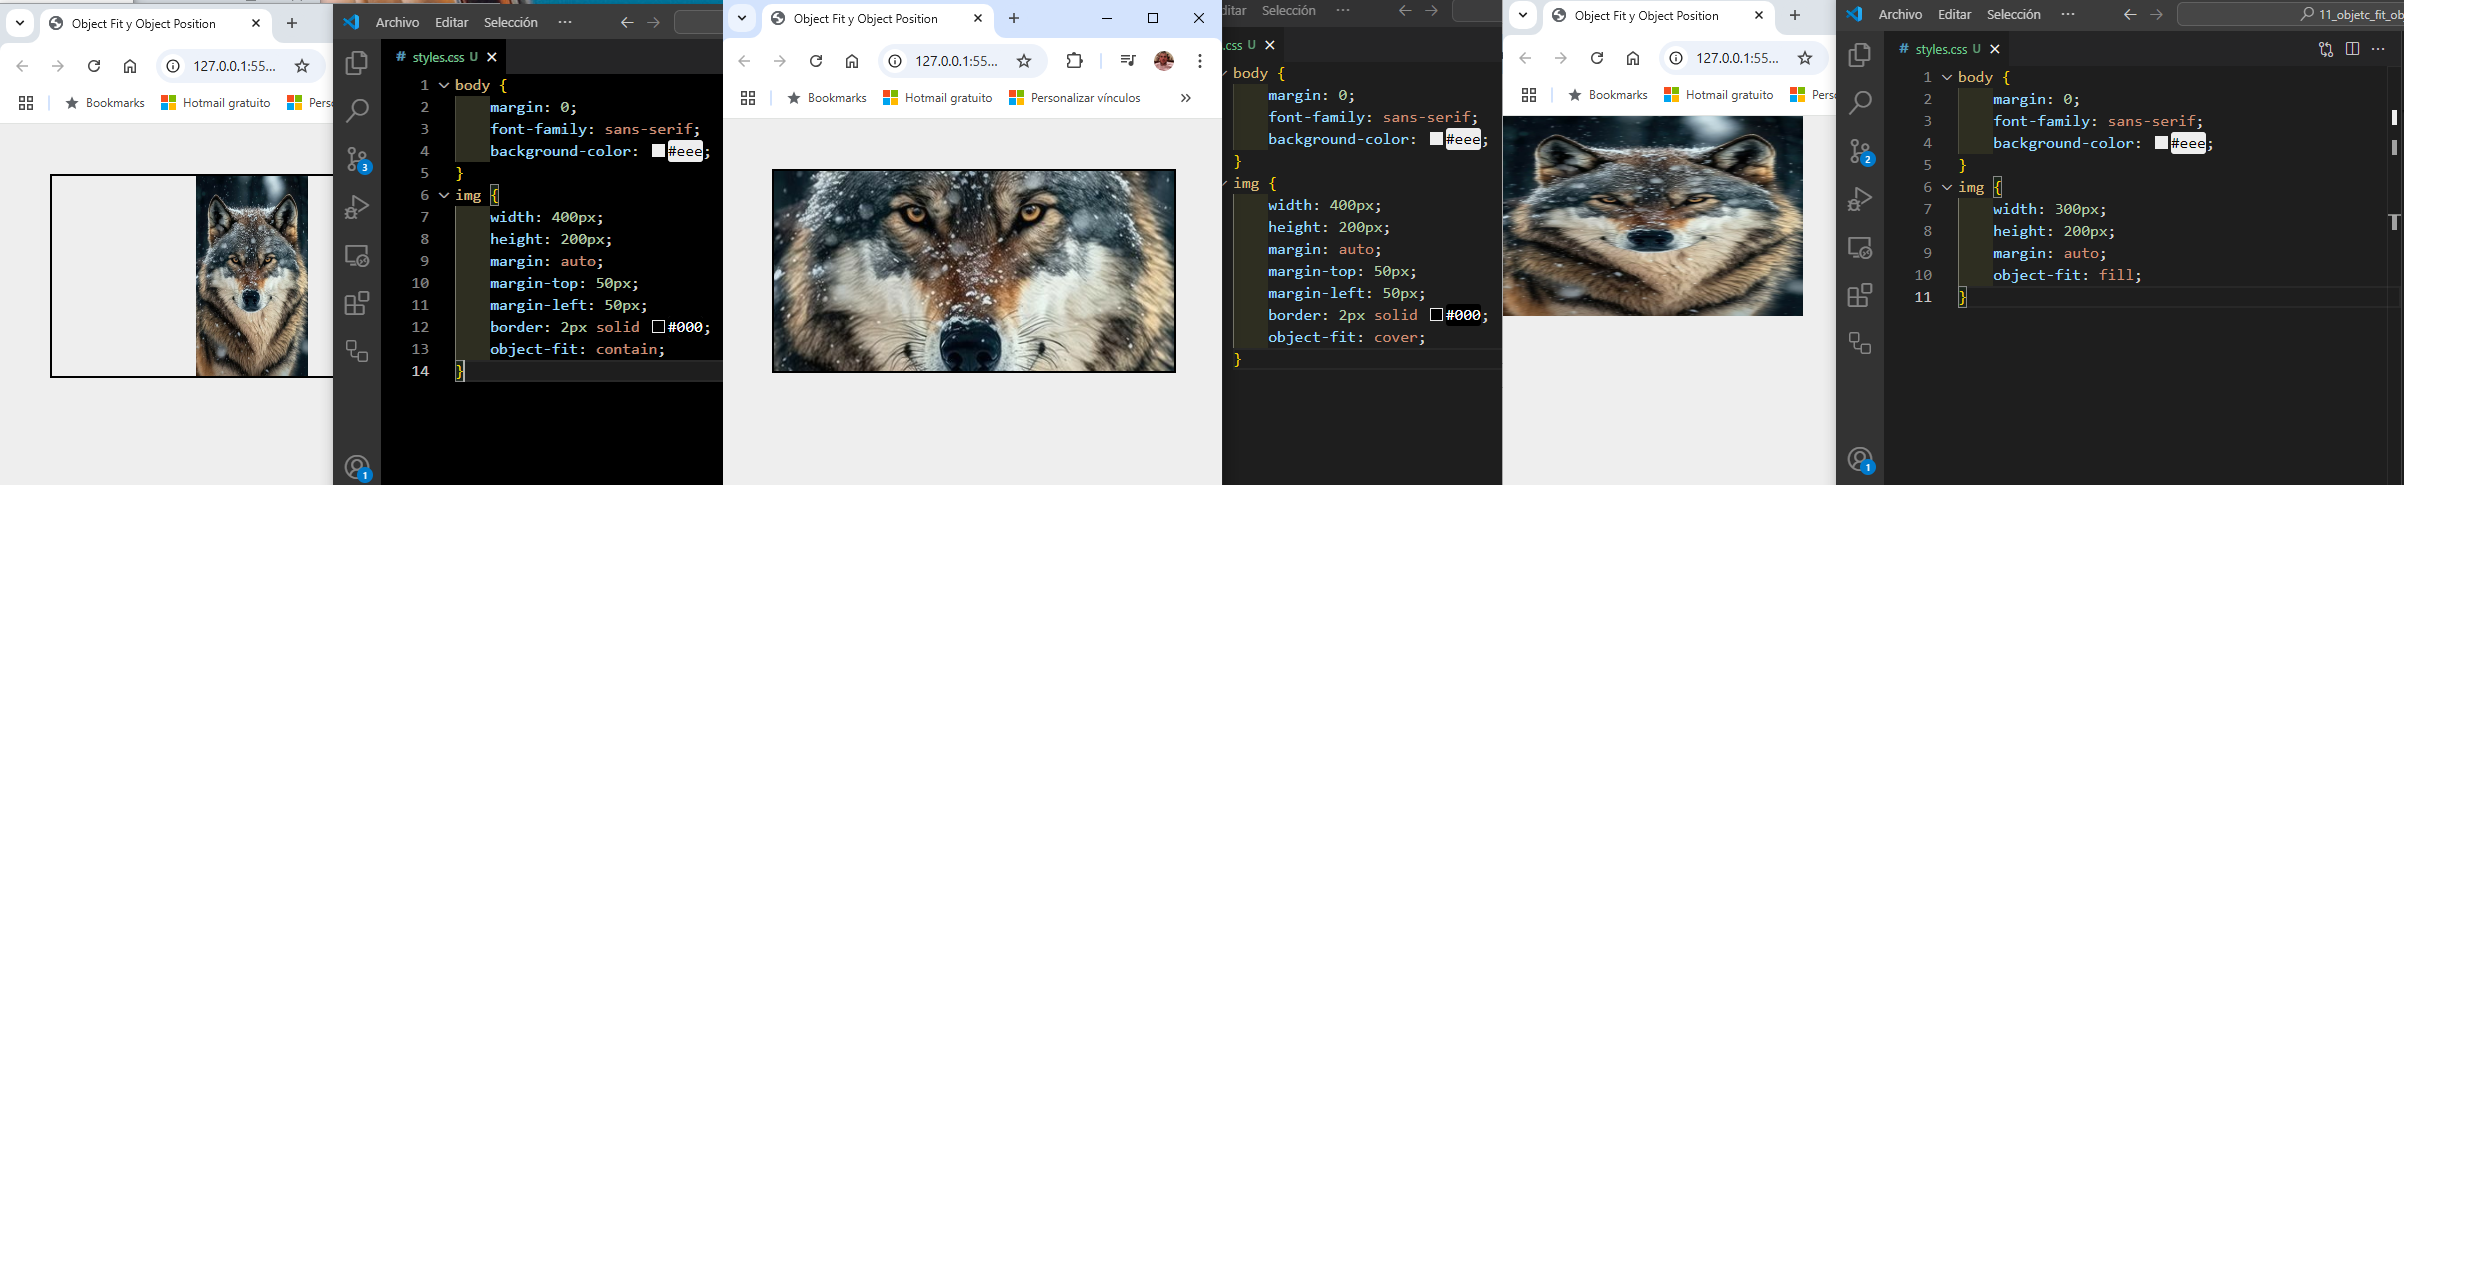 Object Fit y Object Position
127.0.0.1:55...
Bookmarks
Hotmail gratuito
Perso
Archivo Editar Selección ...
# styles.css U
1 body {
2 margin: 0;
3 font-family: sans-serif;
4 background-color: #eee;
5 }
6 img {
7 width: 400px;
8 height: 200px;
9 margin: auto;
10 margin-top: 50px;
11 margin-left: 50px;
12 border: 2px solid #000;
13 object-fit: contain;
14 }
3
1
Object Fit y Object Position
127.0.0.1:55...
Bookmarks
Hotmail gratuito
Personalizar vínculos
ditar Selección ...
.css U
body {
margin: 0;
font-family: sans-serif;
background-color: #eee;
}
img {
width: 400px;
height: 200px;
margin: auto;
margin-top: 50px;
margin-left: 50px;
border: 2px solid #000;
object-fit: cover;
}
Object Fit y Object Position
127.0.0.1:55...
Bookmarks
Hotmail gratuito
Perso
Archivo Editar Selección ...
11_objetc_fit_ob
# styles.css U
1 body {
2 margin: 0;
3 font-family: sans-serif;
4 background-color: #eee;
5 }
6 img {
7 width: 300px;
8 height: 200px;
9 margin: auto;
10 object-fit: fill;
11 }
2
1